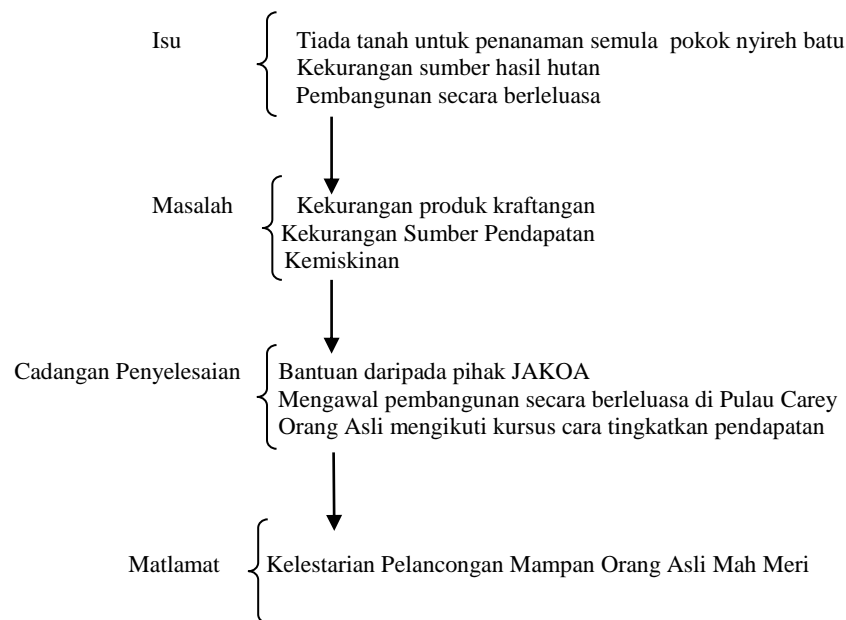 Isu Tiada tanah untuk penanaman semula pokok nyireh batu
Kekurangan sumber hasil hutan
Pembangunan secara berleluasa
Masalah Kekurangan produk kraftangan
Kekurangan Sumber Pendapatan
Kemiskinan
Cadangan Penyelesaian Bantuan daripada pihak JAKOA
Mengawal pembangunan secara berleluasa di Pulau Carey
Orang Asli mengikuti kursus cara tingkatkan pendapatan
Matlamat Kelestarian Pelancongan Mampan Orang Asli Mah Meri